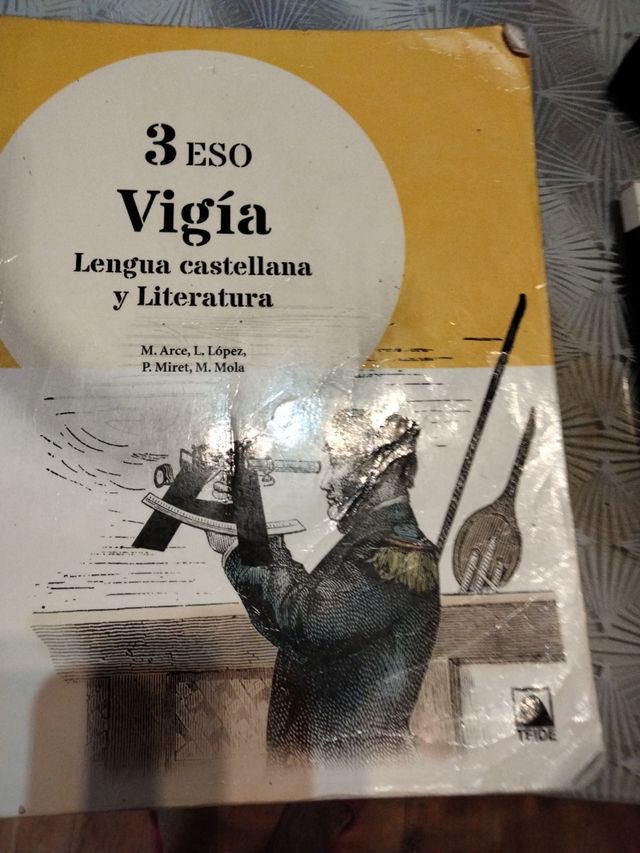 3 ESO
Vigía
Lengua castellana
y Literatura
M. Arce, L. López,
P. Miret, M. Mola
TEIDE